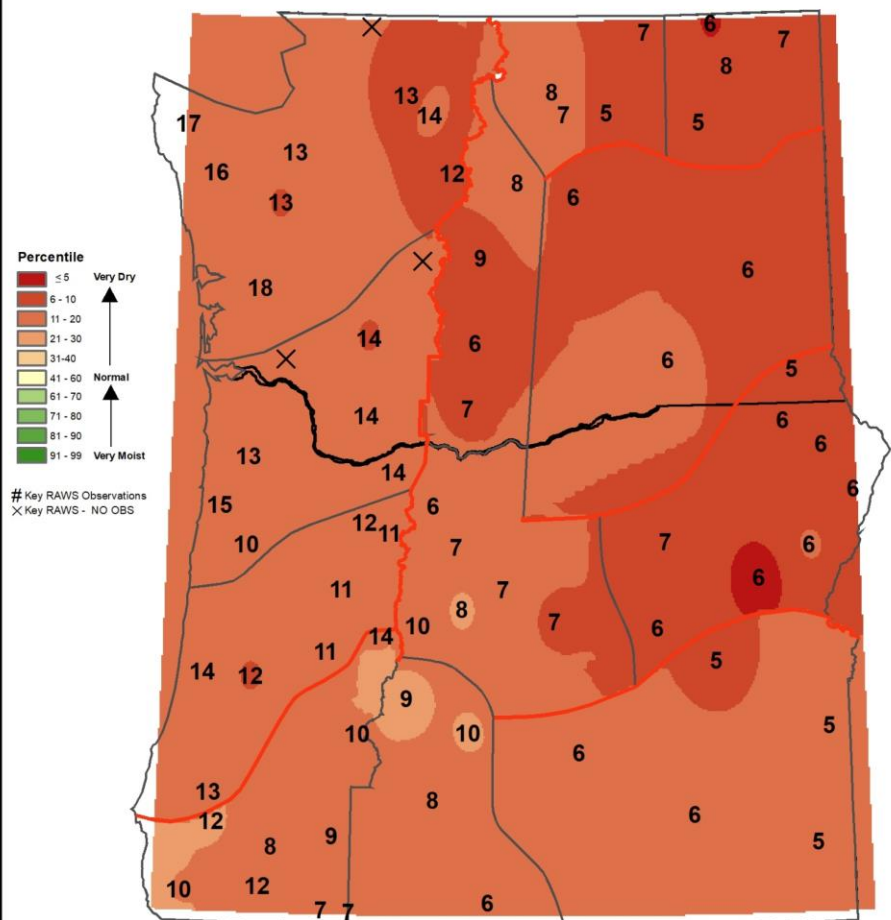 6
7 7
8
13 8
14 7 5 5
17
13
16 12 8
6
13
9 6
18
14 6
6
5
14 7
6
13 6
14
15 6 6
12 11
10 7 7 6
6
11 7
8
10 7 6
14
11 5
14 12
9
5
10 10
6
13 8
12 6
9 5
8
10 12
7 7 6
Percentile
≤ 5 Very Dry
6 - 10
11 - 20
21 - 30
31-40
41 - 60 Normal
61 - 70
71 - 80
81 - 90
91 - 99 Very Moist
# Key RAWS Observations
✕ Key RAWS - NO OBS